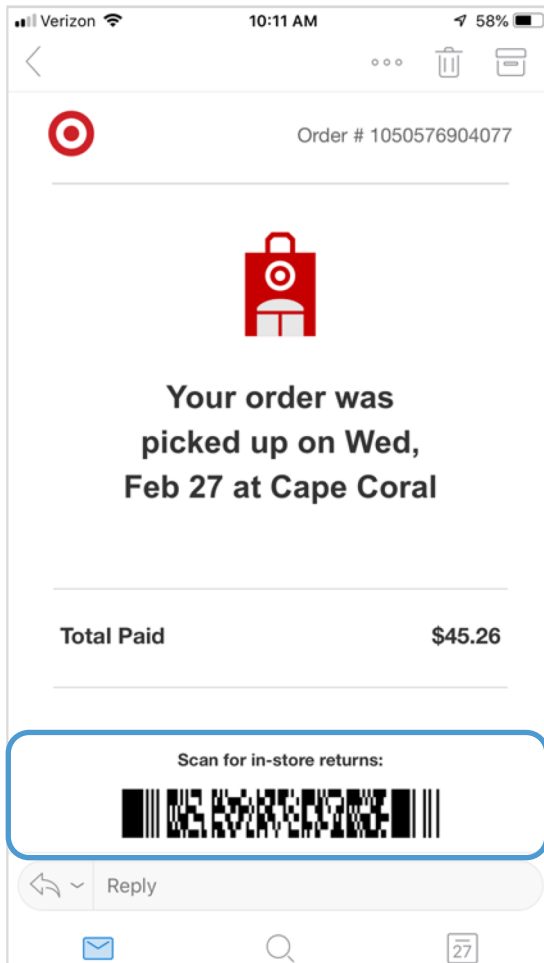 Verizon 10:11 AM 58%
Order # 1050576904077
Your order was
picked up on Wed,
Feb 27 at Cape Coral
Total Paid $45.26
Scan for in-store returns:
Reply
27